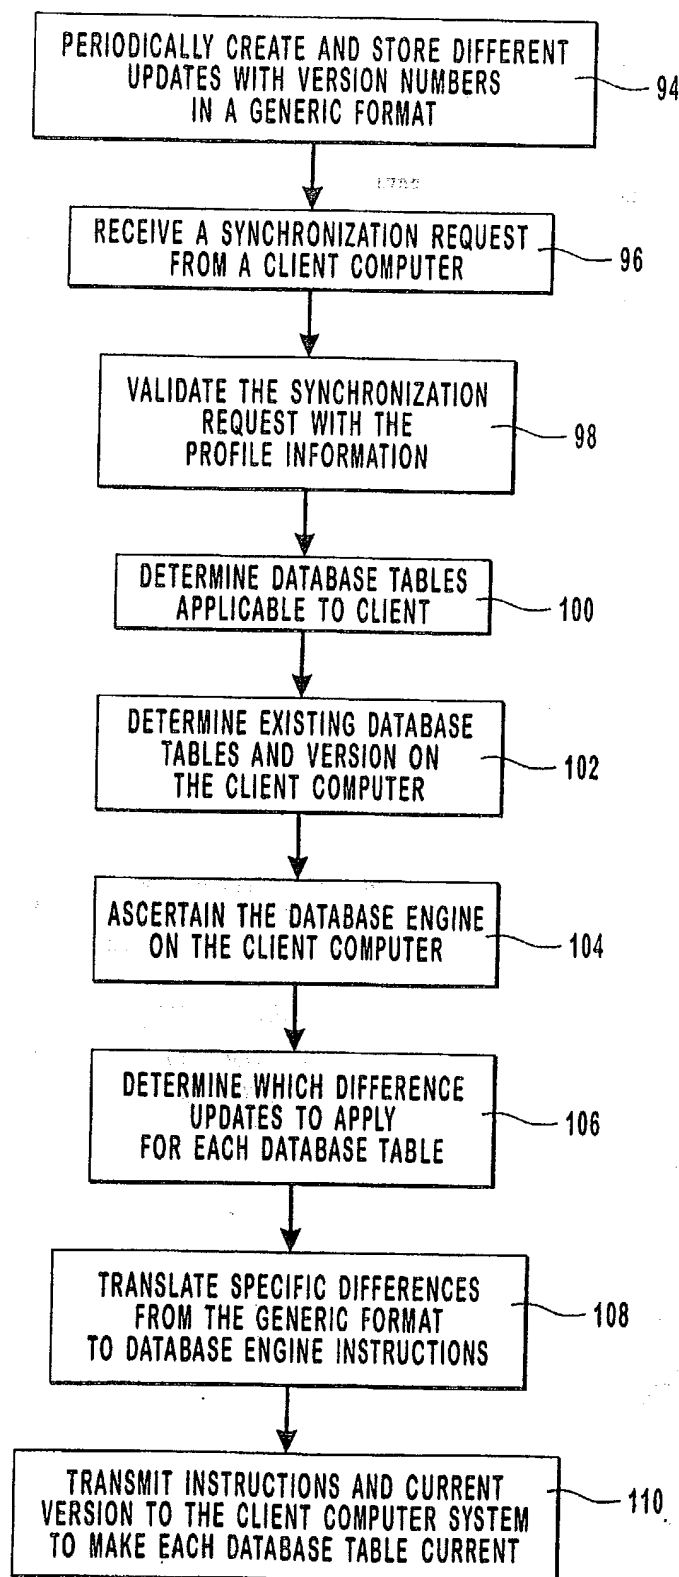 PERIODICALLY CREATE AND STORE DIFFERENT
UPDATES WITH VERSION NUMBERS
IN A GENERIC FORMAT
94
RECEIVE A SYNCHRONIZATION REQUEST
FROM A CLIENT COMPUTER
96
VALIDATE THE SYNCHRONIZATION
REQUEST WITH THE
PROFILE INFORMATION
98
DETERMINE DATABASE TABLES
APPLICABLE TO CLIENT
100
DETERMINE EXISTING DATABASE
TABLES AND VERSION ON
THE CLIENT COMPUTER
102
ASCERTAIN THE DATABASE ENGINE
ON THE CLIENT COMPUTER
104
DETERMINE WHICH DIFFERENCE
UPDATES TO APPLY
FOR EACH DATABASE TABLE
106
TRANSLATE SPECIFIC DIFFERENCES
FROM THE GENERIC FORMAT
TO DATABASE ENGINE INSTRUCTIONS
108
TRANSMIT INSTRUCTIONS AND CURRENT
VERSION TO THE CLIENT COMPUTER SYSTEM
TO MAKE EACH DATABASE TABLE CURRENT
110